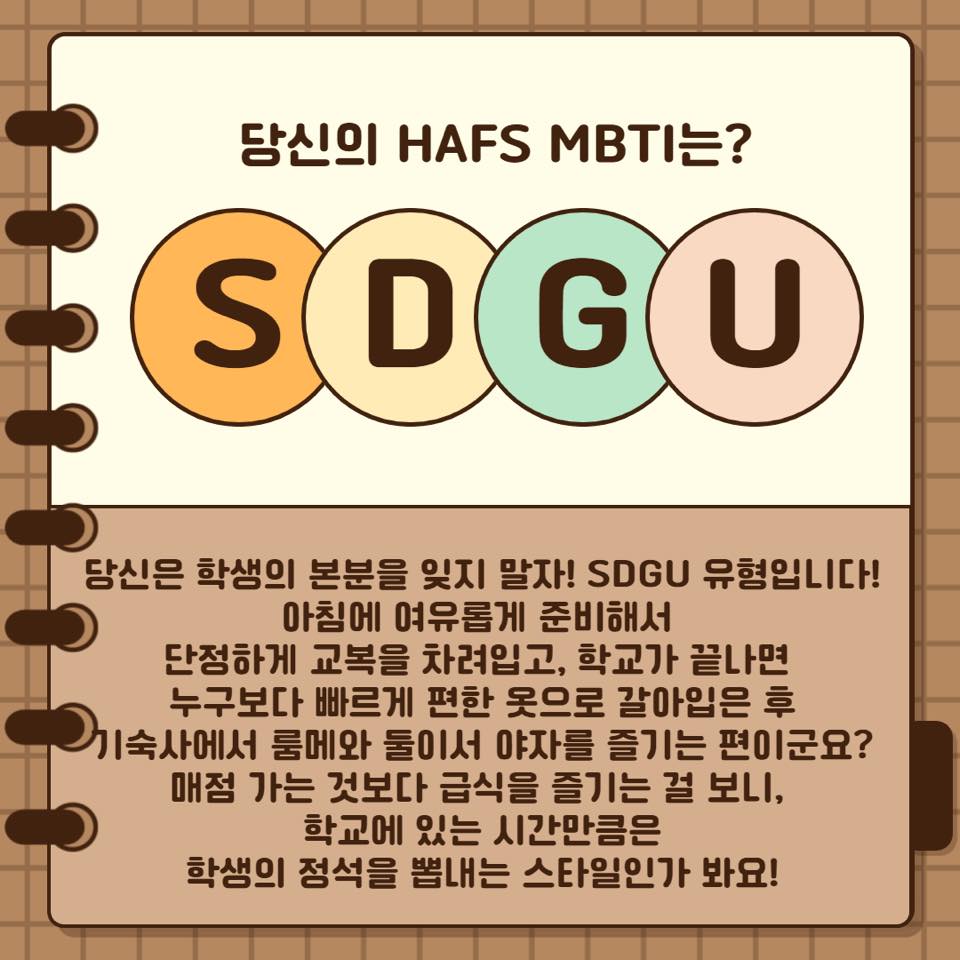 당신의 HAFS MBTI는?
S D G U
당신은 학생의 본분을 잊지 말자! SDGU 유형입니다!
아침에 여유롭게 준비해서
단정하게 교복을 차려입고, 학교가 끝나면
누구보다 빠르게 편한 옷으로 갈아입은 후
기숙사에서 룸메와 둘이서 야자를 즐기는 편이군요?
매점 가는 것보다 급식을 즐기는 걸 보니,
학교에 있는 시간만큼은
학생의 정석을 뽑내는 스타일인가 봐요!